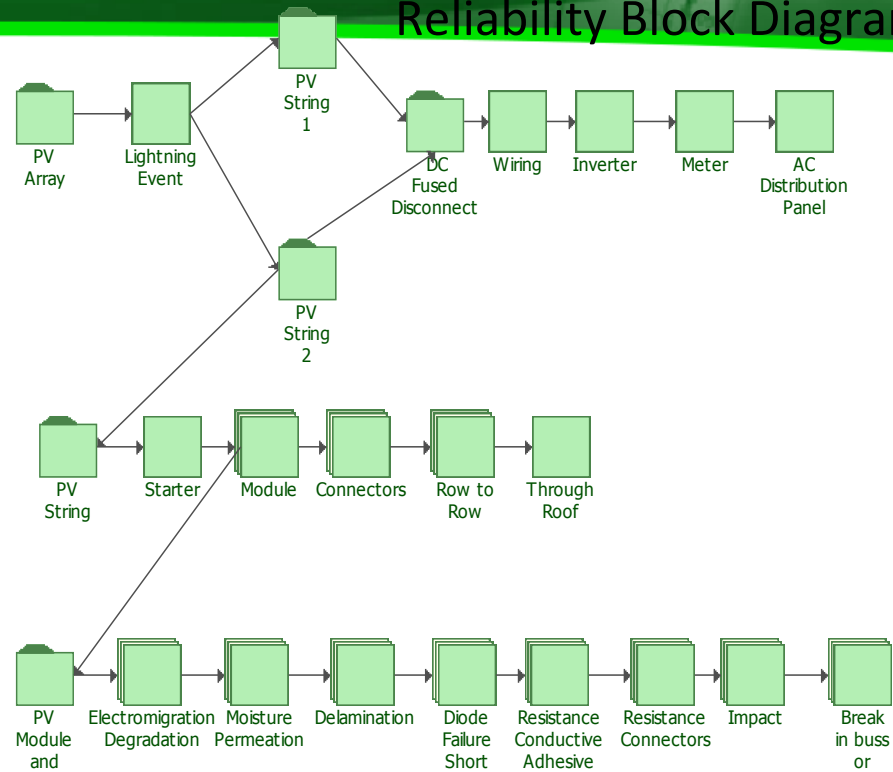 Reliability Block Diagra
PV
String
1
PV
Array
Lightning
Event
DC
Fused
Disconnect
Wiring
Inverter
Meter
AC
Distribution
Panel
PV
String
2
PV
String
Starter
Module
Connectors
Row to
Row
Through
Roof
PV
Module
and
Electromigration
Degradation
Moisture
Permeation
Delamination
Diode
Failure
Short
Resistance
Conductive
Adhesive
Resistance
Connectors
Impact
Break
in buss
or